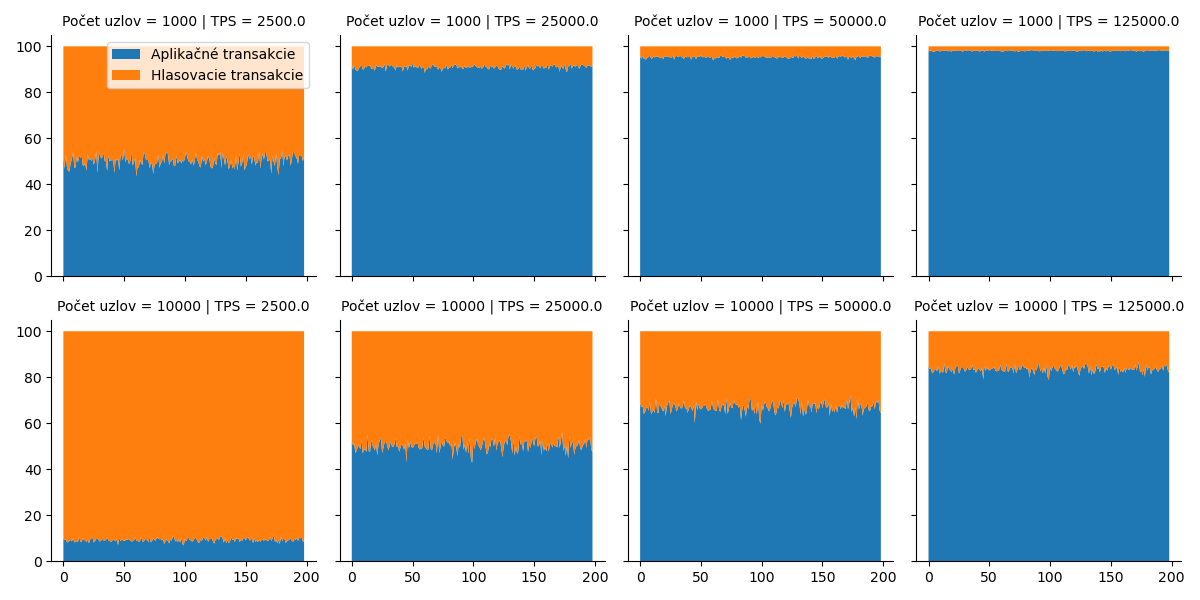 Počet uzlov = 1000 | TPS = 2500.0
Počet uzlov = 1000 | TPS = 25000.0
Počet uzlov = 1000 | TPS = 50000.0
Počet uzlov = 1000 | TPS = 125000.0
Aplikačné transakcie
Hlasovacie transakcie
100
80
60
40
20
0
Počet uzlov = 10000 | TPS = 2500.0
Počet uzlov = 10000 | TPS = 25000.0
Počet uzlov = 10000 | TPS = 50000.0
Počet uzlov = 10000 | TPS = 125000.0
100
80
60
40
20
0
0 50 100 150 200
0 50 100 150 200
0 50 100 150 200
0 50 100 150 200